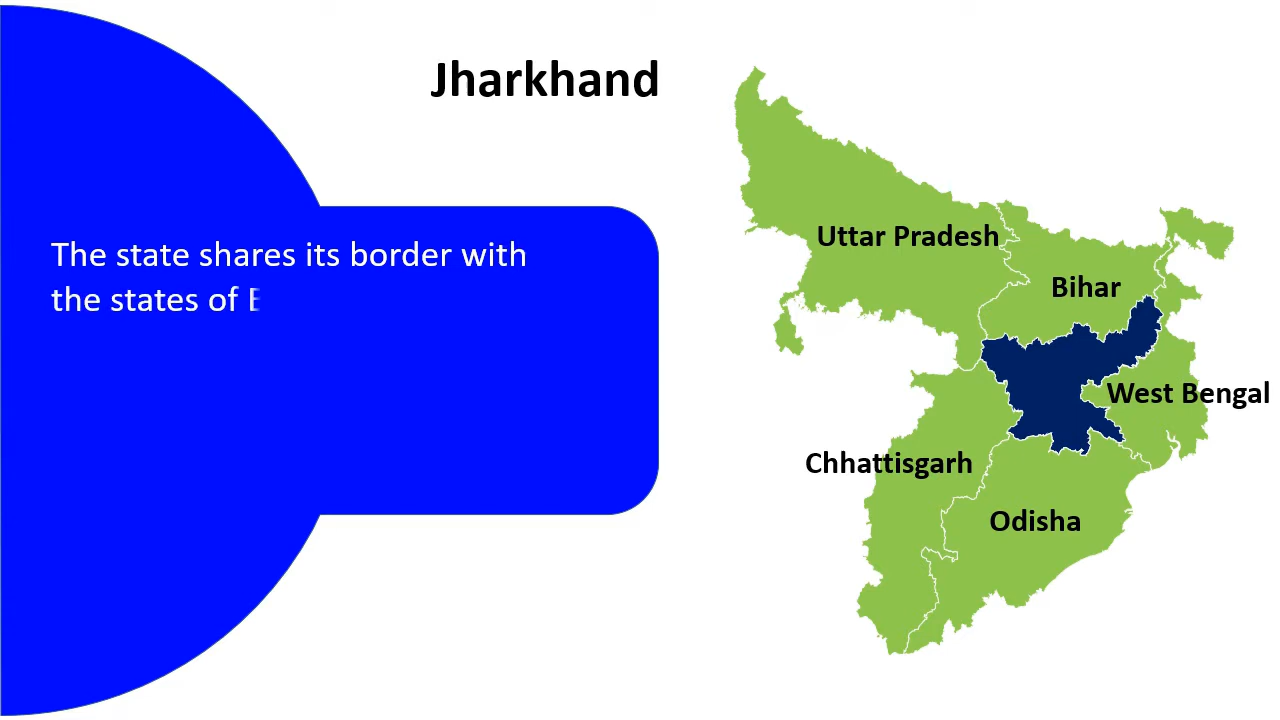 Jharkhand
The state shares its border with
the states of
Uttar Pradesh
Bihar
West Bengal
Chhattisgarh
Odisha